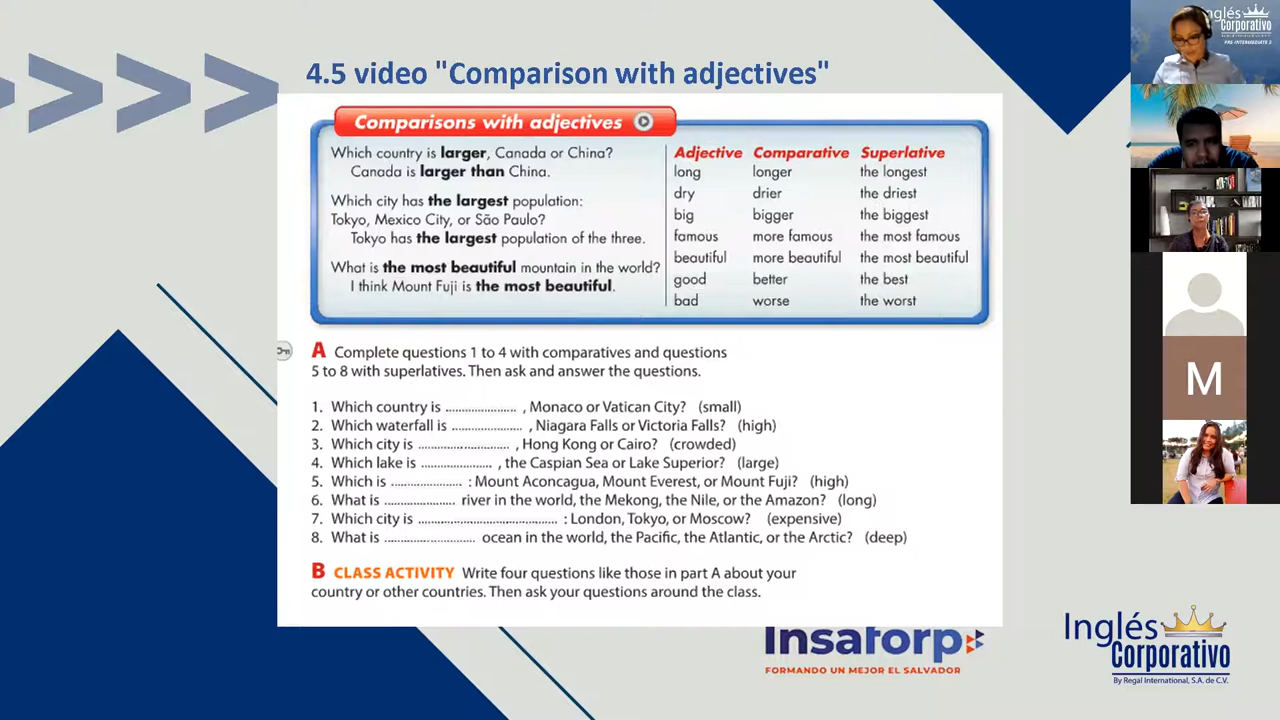 4.5 video "Comparison with adjectives"
Comparisons with adjectives
Which country is larger, Canada or China?
Canada is larger than China.
Which city has the largest population:
Tokyo, Mexico City, or São Paulo?
Tokyo has the largest population of the three.
What is the most beautiful mountain in the world?
I think Mount Fuji is the most beautiful.
Adjective Comparative Superlative
long longer the longest
dry drier the driest
big bigger the biggest
famous more famous the most famous
beautiful more beautiful the most beautiful
good better the best
bad worse the worst
A Complete questions 1 to 4 with comparatives and questions
5 to 8 with superlatives. Then ask and answer the questions.
1. Which country is ...................... , Monaco or Vatican City? (small)
2. Which waterfall is ...................... , Niagara Falls or Victoria Falls? (high)
3. Which city is ............................ , Hong Kong or Cairo? (crowded)
4. Which lake is ...................... , the Caspian Sea or Lake Superior? (large)
5. Which is ...................... : Mount Aconcagua, Mount Everest, or Mount Fuji? (high)
6. What is ...................... river in the world, the Mekong, the Nile, or the Amazon? (long)
7. Which city is ............................................ : London, Tokyo, or Moscow? (expensive)
8. What is ............................ ocean in the world, the Pacific, the Atlantic, or the Arctic? (deep)
B CLASS ACTIVITY Write four questions like those in part A about your
country or other countries. Then ask your questions around the class.
Insaforp
FORMANDO UN MEJOR EL SALVADOR
Inglés
Corporativo
By Regal International, S.A. de C.V.
Inglés
Corporativo
PRE INTERMEDIATE 2
M